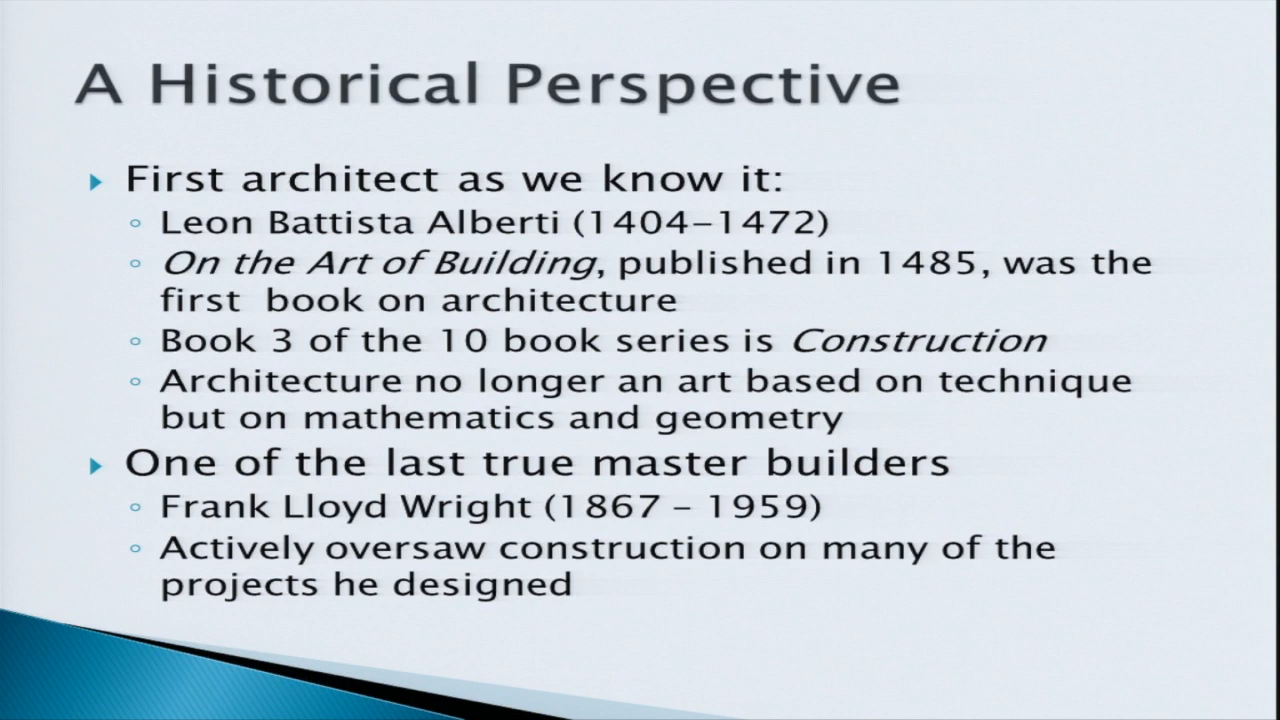 A Historical Perspective
First architect as we know it:
Leon Battista Alberti (1404–1472)
On the Art of Building, published in 1485, was the
first book on architecture
Book 3 of the 10 book series is Construction
Architecture no longer an art based on technique
but on mathematics and geometry
One of the last true master builders
Frank Lloyd Wright (1867 – 1959)
Actively oversaw construction on many of the
projects he designed